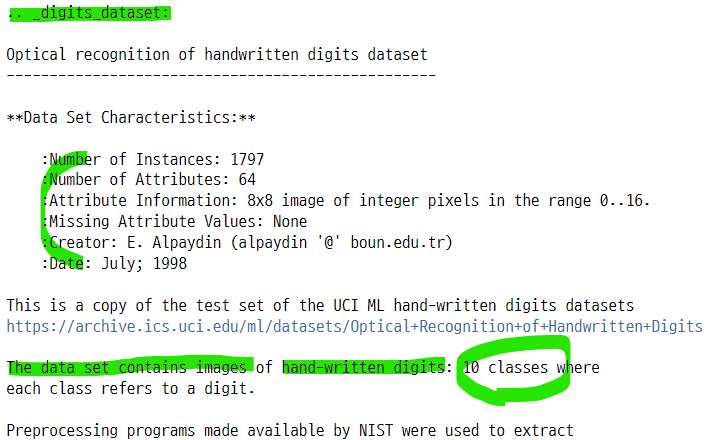 .. _digits_dataset:
Optical recognition of handwritten digits dataset
--------------------------------------------------
**Data Set Characteristics:**
:Number of Instances: 1797
:Number of Attributes: 64
:Attribute Information: 8x8 image of integer pixels in the range 0..16.
:Missing Attribute Values: None
:Creator: E. Alpaydin (alpaydin '@' boun.edu.tr)
:Date: July; 1998
This is a copy of the test set of the UCI ML hand-written digits datasets
https://archive.ics.uci.edu/ml/datasets/Optical+Recognition+of+Handwritten+Digits
The data set contains images of hand-written digits: 10 classes where
each class refers to a digit.
Preprocessing programs made available by NIST were used to extract